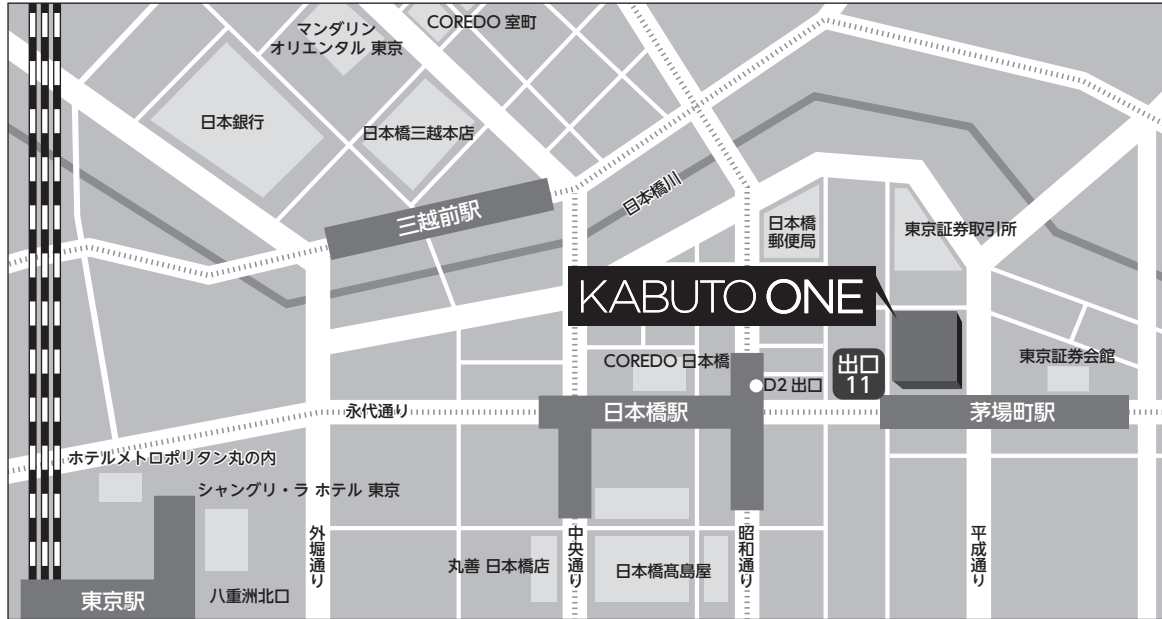 マンダリン
オリエンタル 東京
COREDO 室町
日本銀行
日本橋三越本店
三越前駅
日本橋川
日本橋
郵便局
東京証券取引所
KABUTO ONE
COREDO 日本橋
D2 出口
出口
11
東京証券会館
永代通り
日本橋駅
茅場町駅
ホテルメトロポリタン丸の内
シャングリ・ラ ホテル 東京
外堀通り
中央通り
昭和通り
平成通り
丸善 日本橋店
日本橋髙島屋
東京駅
八重洲北口